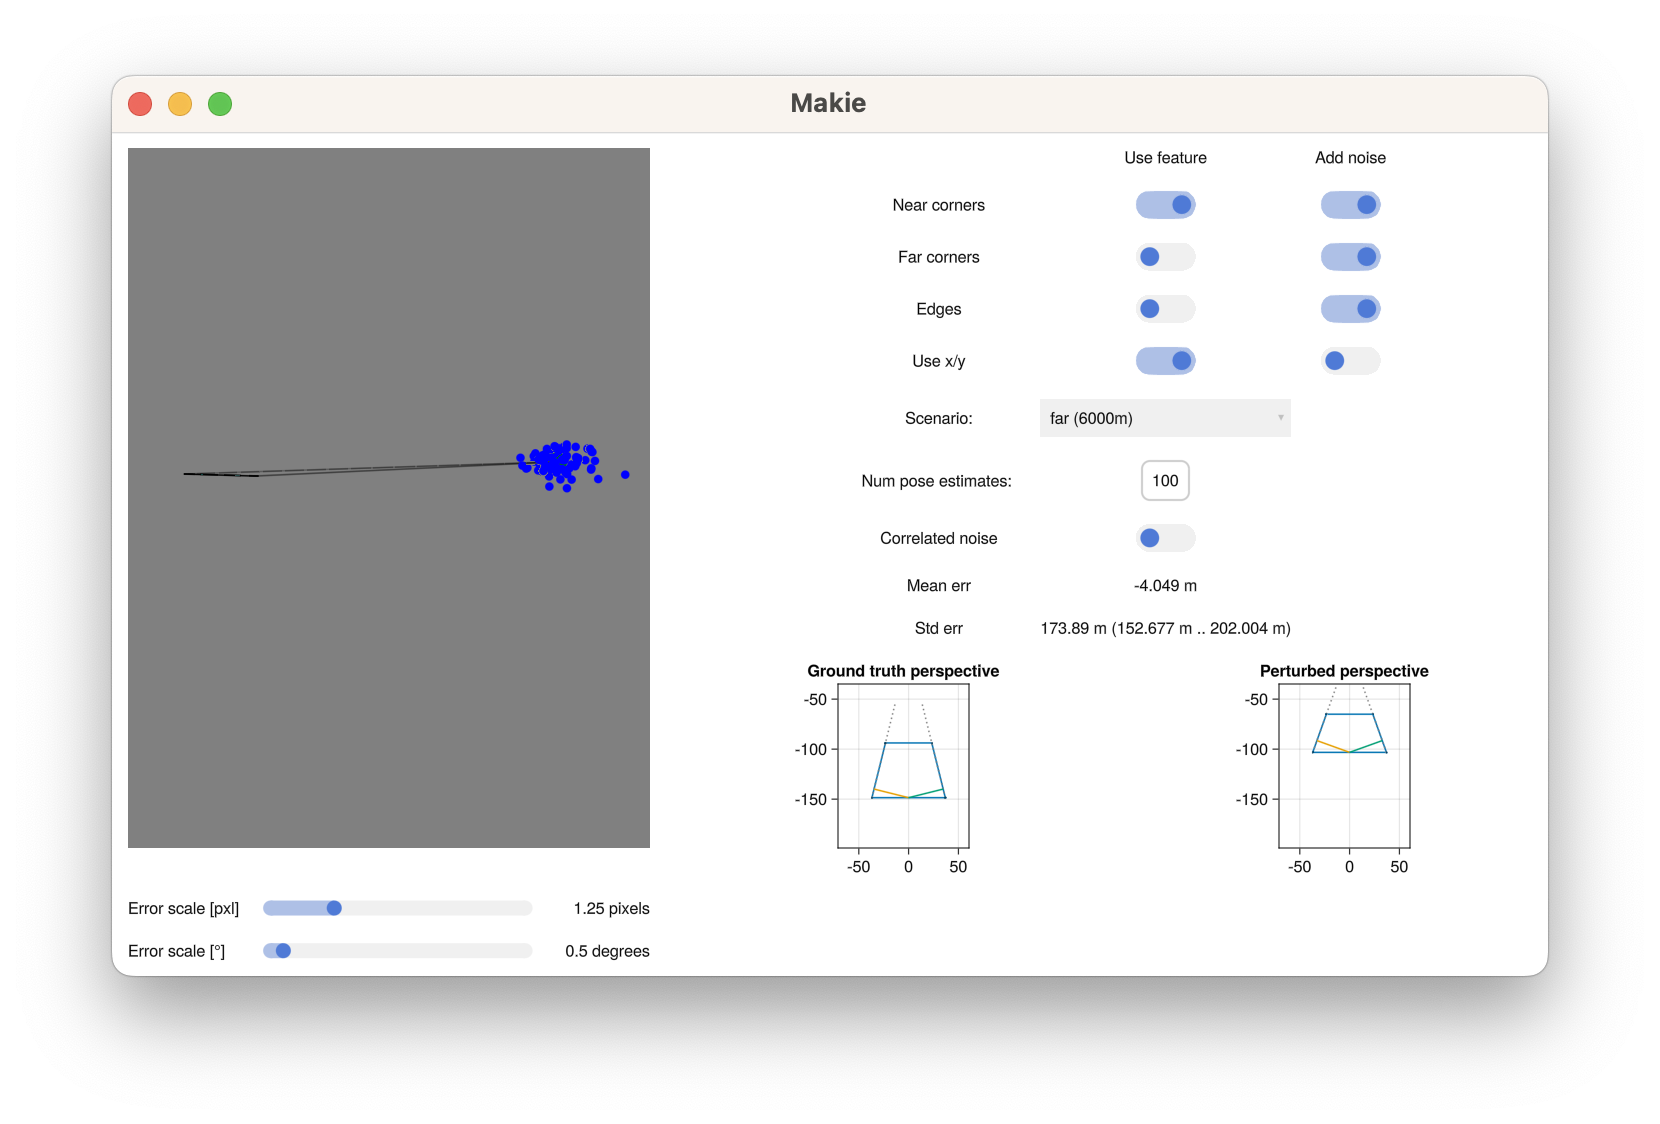 Makie
Use feature Add noise
Near corners
Far corners
Edges
Use x/y
Scenario: far (6000m)
Num pose estimates: 100
Correlated noise
Mean err -4.049 m
Std err 173.89 m (152.677 m .. 202.004 m)
Ground truth perspective
-50
-100
-150
-50 0 50
Perturbed perspective
-50
-100
-150
-50 0 50
Error scale [pxl] 1.25 pixels
Error scale [°] 0.5 degrees